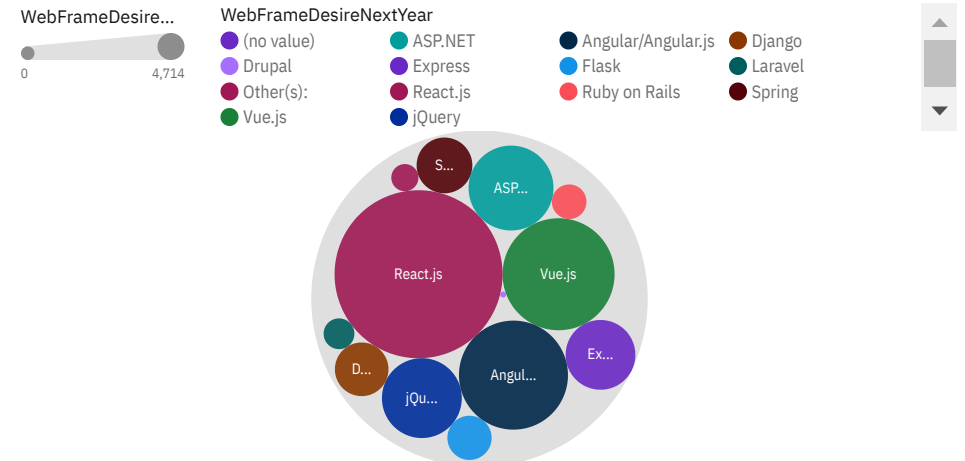 WebFrameDesire...
0 4,714
WebFrameDesireNextYear
(no value) ASP.NET Angular/Angular.js Django
Drupal Express Flask Laravel
Other(s): React.js Ruby on Rails Spring
Vue.js jQuery
S...
ASP...
React.js Vue.js
Ex...
D... Angul...
jQu...